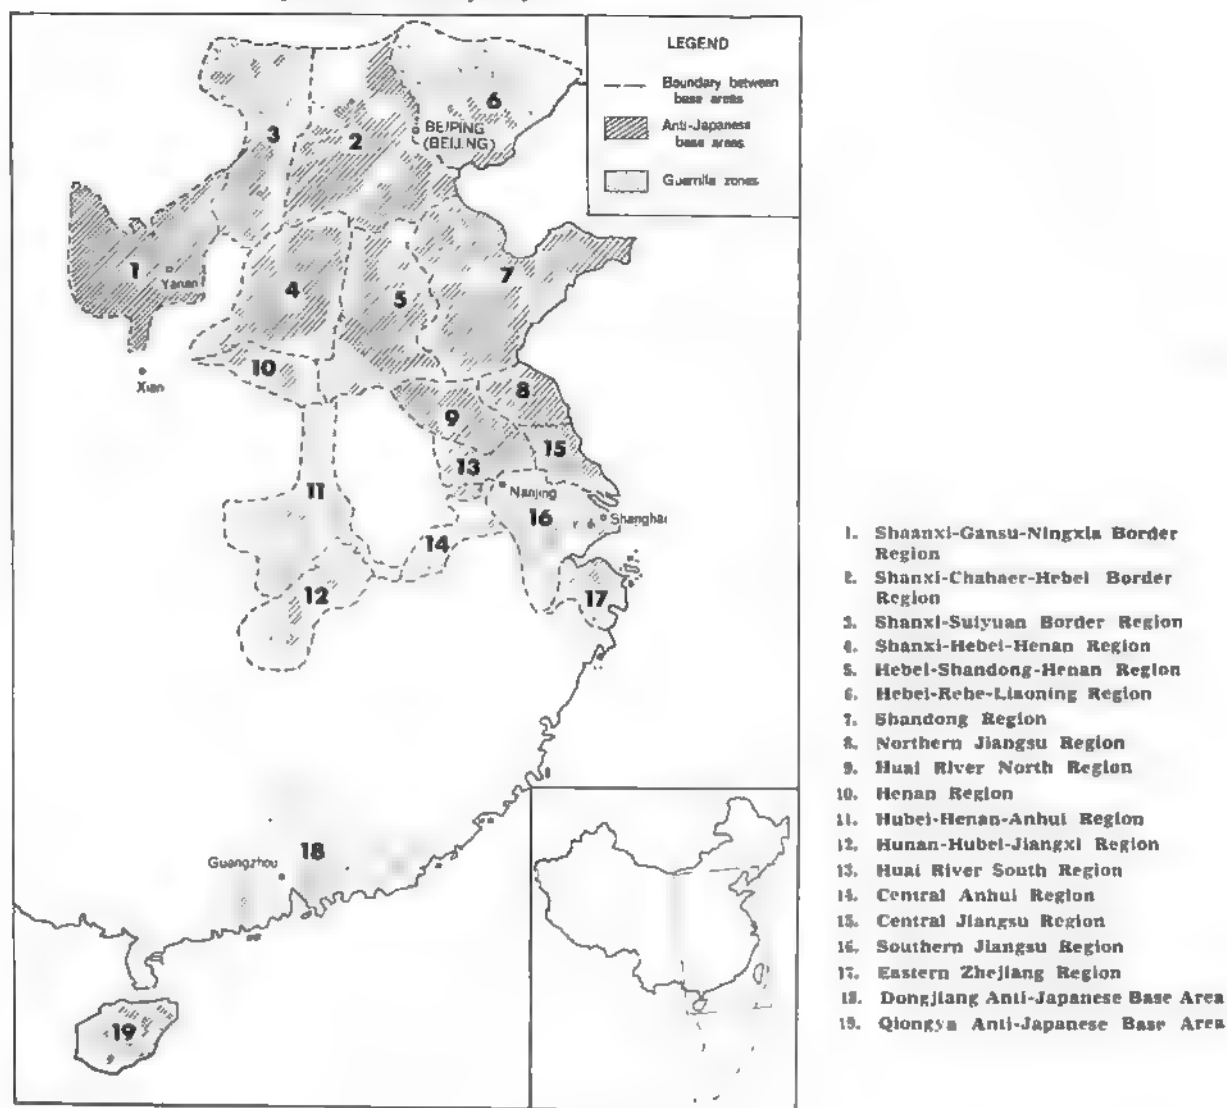 LEGEND
Boundary between
base areas
Anti-Japanese
base areas
Guerrilla zones
BEIPING
(BEIJING)
6
3
2
1
Yanan
4
5
7
10
Xian
8
9
15
13
Nanjing
11
16
Shanghai
14
12
17
18
Guangzhou
19
1. Shaanxi-Gansu-Ningxia Border
Region
2. Shanxi-Chahaer-Hebei Border
Region
3. Shanxi-Suiyuan Border Region
4. Shanxi-Hebei-Henan Region
5. Hebei-Shandong-Henan Region
6. Hebei-Rehe-Liaoning Region
7. Shandong Region
8. Northern Jiangsu Region
9. Huai River North Region
10. Henan Region
11. Hubei-Henan-Anhui Region
12. Hunan-Hubei-Jiangxi Region
13. Huai River South Region
14. Central Anhui Region
15. Central Jiangsu Region
16. Southern Jiangsu Region
17. Eastern Zhejiang Region
18. Dongjiang Anti-Japanese Base Area
19. Qiongya Anti-Japanese Base Area